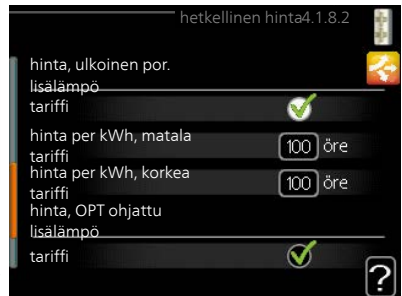 hetkellinen hinta4.1.8.2
hinta, ulkoinen por.
lisälämpö
tariffi
hinta per kWh, matala
tariffi
100 öre
hinta per kWh, korkea
tariffi
100 öre
hinta, OPT ohjattu
lisälämpö
tariffi
?